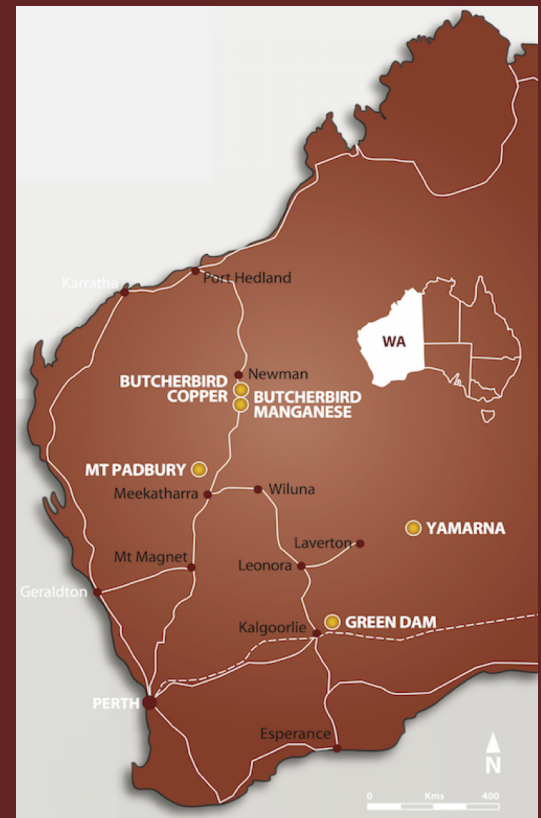 Karratha
Port Hedland
WA
Newman
BUTCHERBIRD
COPPER
BUTCHERBIRD
MANGANESE
MT PADBURY
Meekatharra
Wiluna
YAMARNA
Laverton
Mt Magnet
Leonora
Geraldton
GREEN DAM
Kalgoorlie
PERTH
Esperance
N
0 Kms 400